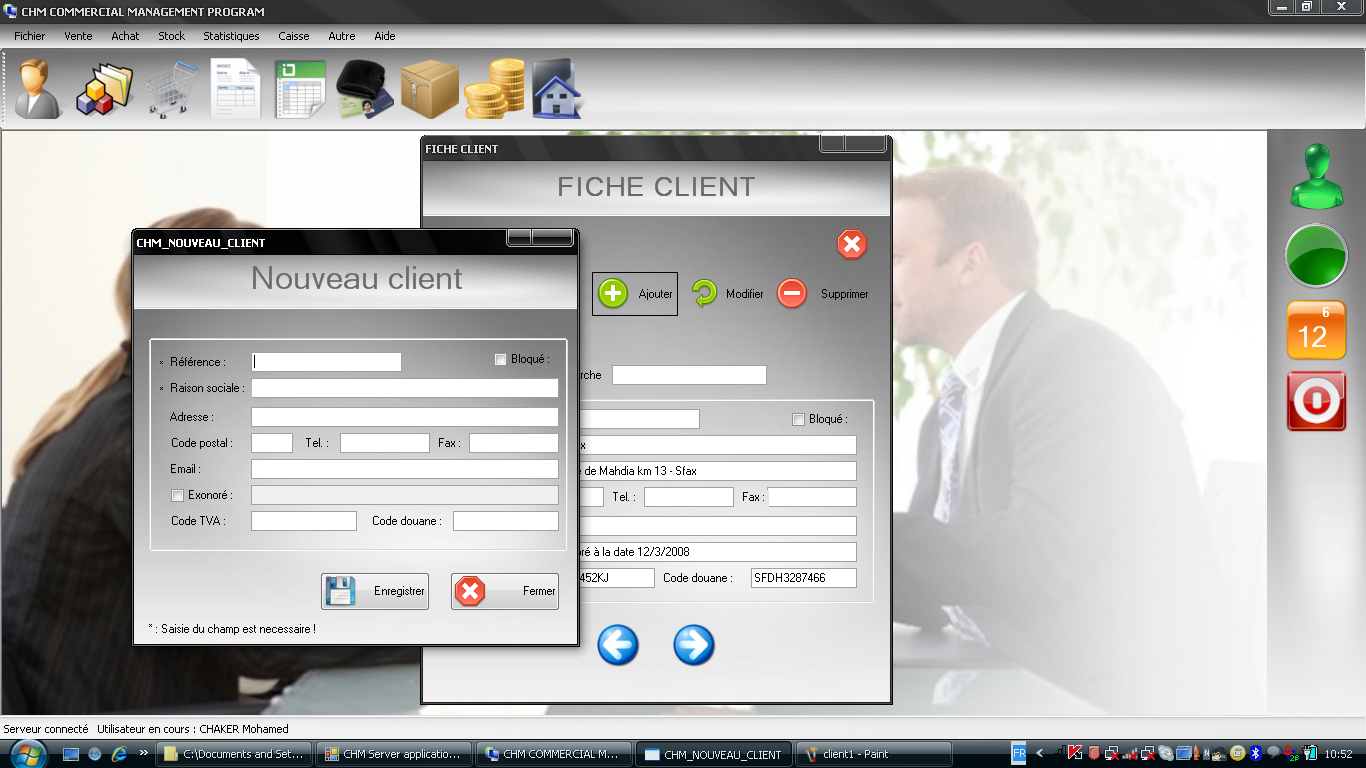 CHM COMMERCIAL MANAGEMENT PROGRAM
Fichier Vente Achat Stock Statistiques Caisse Autre Aide
INVOICE
FICHE CLIENT
FICHE CLIENT
Ajouter Modifier Supprimer
rche
Bloqué :
x
de Mahdia km 13 - Sfax
Tel. : Fax :
ré à la date 12/3/2008
452KJ Code douane : SFDH3287466
CHM_NOUVEAU_CLIENT
Nouveau client
* Référence : Bloqué :
* Raison sociale :
Adresse :
Code postal : Tel. : Fax :
Email :
Exonoré :
Code TVA : Code douane :
Enregistrer Fermer
* : Saisie du champ est necessaire !
6
12
Serveur connecté Utilisateur en cours : CHAKER Mohamed
C:\Documents and Set... CHM Server applicatio... CHM COMMERCIAL M... CHM_NOUVEAU_CLIENT client1 - Paint FR 10:52